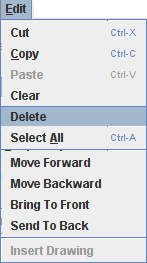 Edit
Cut Ctrl-X
Copy Ctrl-C
Paste Ctrl-V
Clear
Delete
Select All Ctrl-A
Move Forward
Move Backward
Bring To Front
Send To Back
Insert Drawing